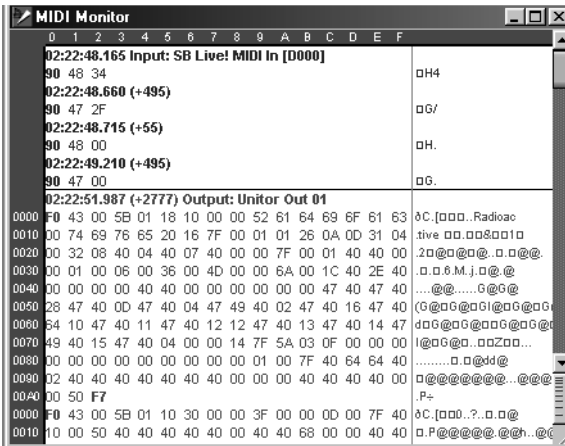 MIDI Monitor
0 1 2 3 4 5 6 7 8 9 A B C D E F
02:22:48.165 Input: SB Live! MIDI In [D000]
90 48 34 □H4
02:22:48.660 (+495)
90 47 2F □G/
02:22:48.715 (+55)
90 48 00 □H.
02:22:49.210 (+495)
90 47 00 □G.
02:22:51.987 (+2777) Output: Unitor Out 01
0000 F0 43 00 5B 01 18 10 00 00 52 61 64 69 6F 61 63 ðC.[□□□..Radioac
0010 00 74 69 76 65 20 16 7F 00 01 01 26 0A 0D 31 04 .tive □□.□□&□□1□
0020 00 32 08 40 04 40 07 40 00 00 7F 00 01 40 40 00 .2□@□@□@..□.□@@.
0030 00 01 00 06 00 36 00 4D 00 00 6A 00 1C 40 2E 40 .□.□.6.M..j.□@.@
0040 00 00 00 00 40 40 00 00 00 00 00 00 47 40 47 40 ....@@......G@G@
0050 28 47 40 0D 47 40 04 47 49 40 02 47 40 16 47 40 (G@□G@□GI@□G@□G
0060 64 10 47 40 11 47 40 12 12 47 40 13 47 40 14 47 d□G@□G@□□G@□G@
0070 49 40 15 47 40 04 00 00 14 7F 5A 03 0F 00 00 00 I@□G@□..□□Z□□...
0080 00 00 00 00 00 00 00 00 00 01 00 7F 40 64 64 40 .........□.□@dd@
0090 02 40 40 40 40 40 40 40 00 00 00 40 40 40 40 00 □@@@@@@@...@@@
00A0 00 50 F7 .P÷
0000 F0 43 00 5B 01 10 30 00 00 3F 00 00 0D 00 7F 40 ðC.[□□0..?..□.□@
0010 10 00 50 40 40 40 40 40 40 40 68 00 00 40 40 □.P@@@@@.@@h..@@